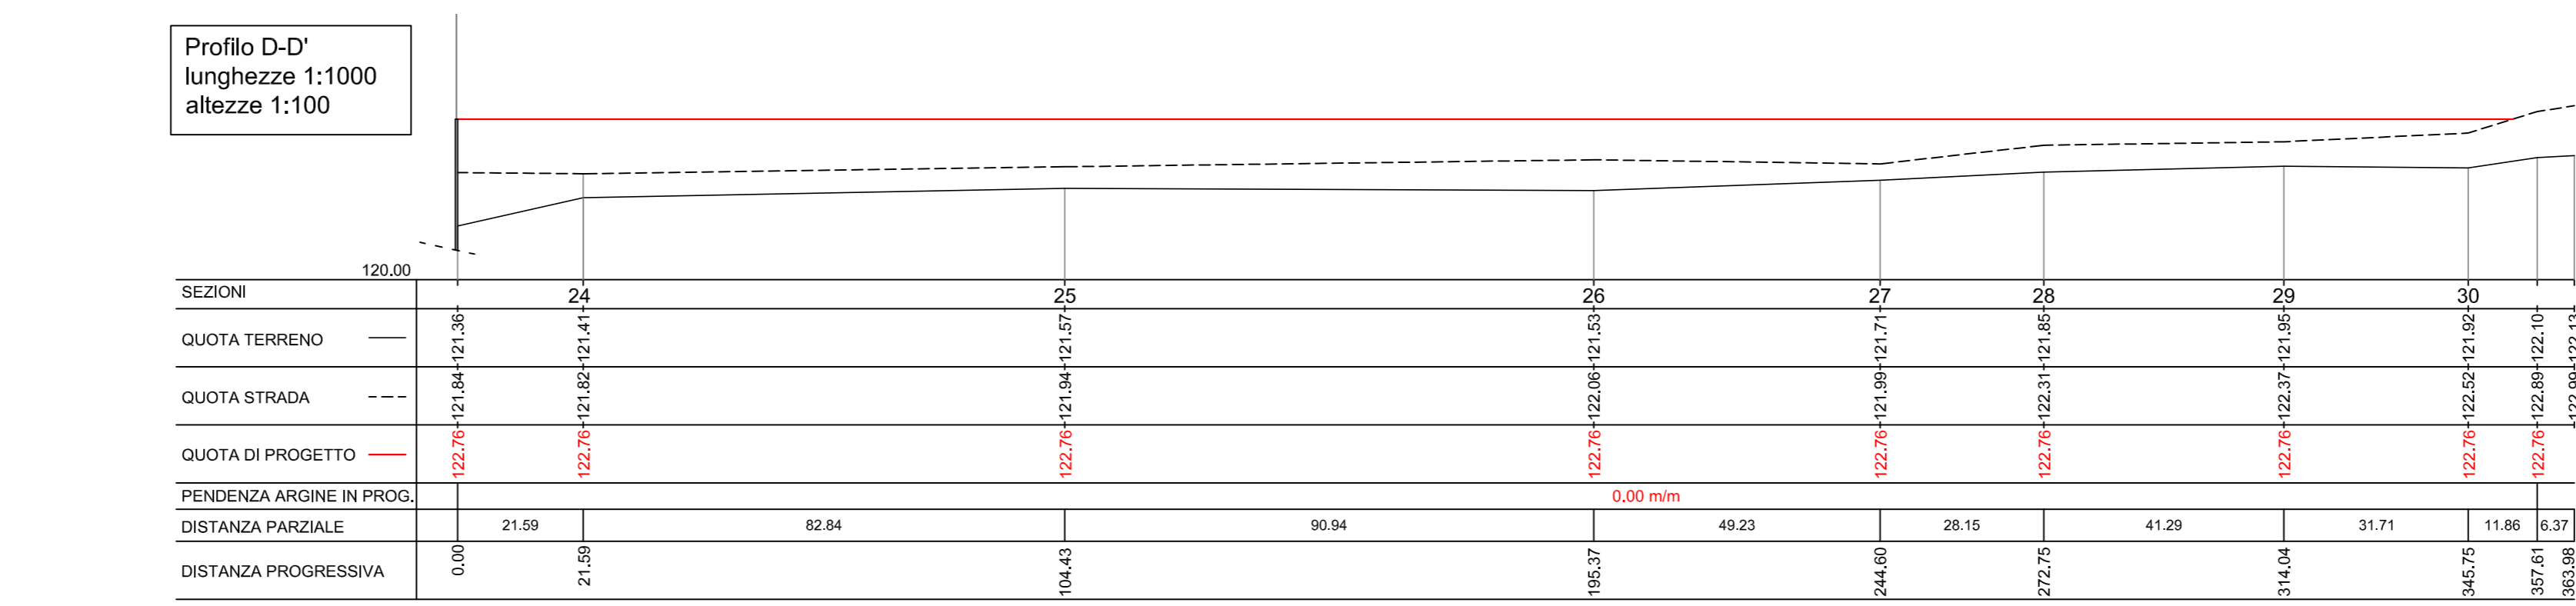 Profilo D-D'
lunghezze 1:1000
altezze 1:100
120.00
SEZIONI 24 25 26 27 28 29 30
QUOTA TERRENO 121.36 121.41 121.57 121.53 121.71 121.85 121.95 121.92 122.10 122.13
QUOTA STRADA 121.84 121.82 121.94 122.06 121.99 122.31 122.37 122.52 122.89 122.99
QUOTA DI PROGETTO 122.76 122.76 122.76 122.76 122.76 122.76 122.76 122.76 122.76
PENDENZA ARGINE IN PROG. 0.00 m/m
DISTANZA PARZIALE 21.59 82.84 90.94 49.23 28.15 41.29 31.71 11.86 6.37
DISTANZA PROGRESSIVA 0.00 21.59 104.43 195.37 244.60 272.75 314.04 345.75 357.61 363.98